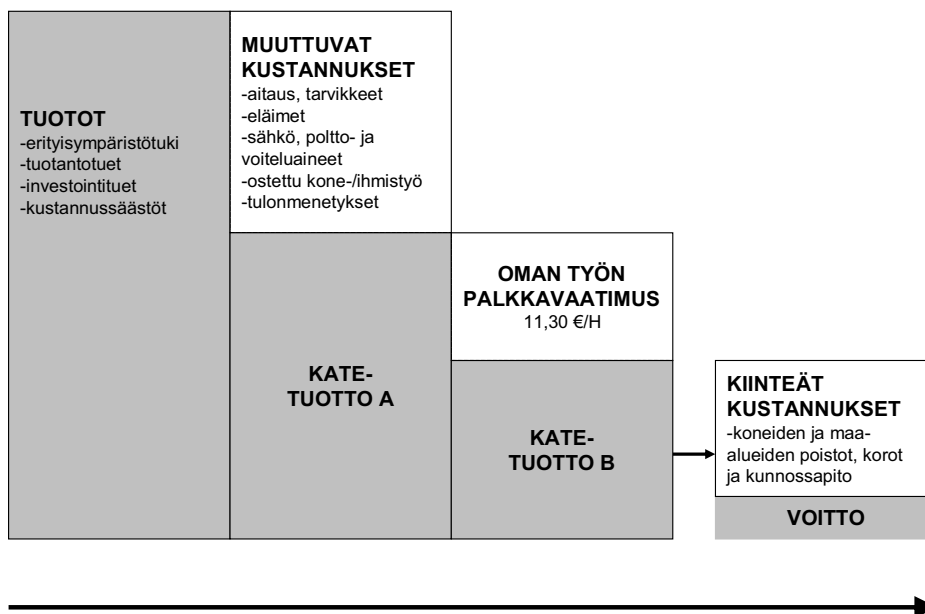 TUOTOT
-erityisympäristötuki
-tuotantotuet
-investointituet
-kustannussäästöt
MUUTTUVAT
KUSTANNUKSET
-aitaus, tarvikkeet
-eläimet
-sähkö, poltto- ja
voiteluaineet
-ostettu kone-/ihmistyö
-tulonmenetykset
KATE-
TUOTTO A
OMAN TYÖN
PALKKAVAATIMUS
11,30 €/H
KATE-
TUOTTO B
KIINTEÄT
KUSTANNUKSET
-koneiden ja maa-
alueiden poistot, korot
ja kunnossapito
VOITTO